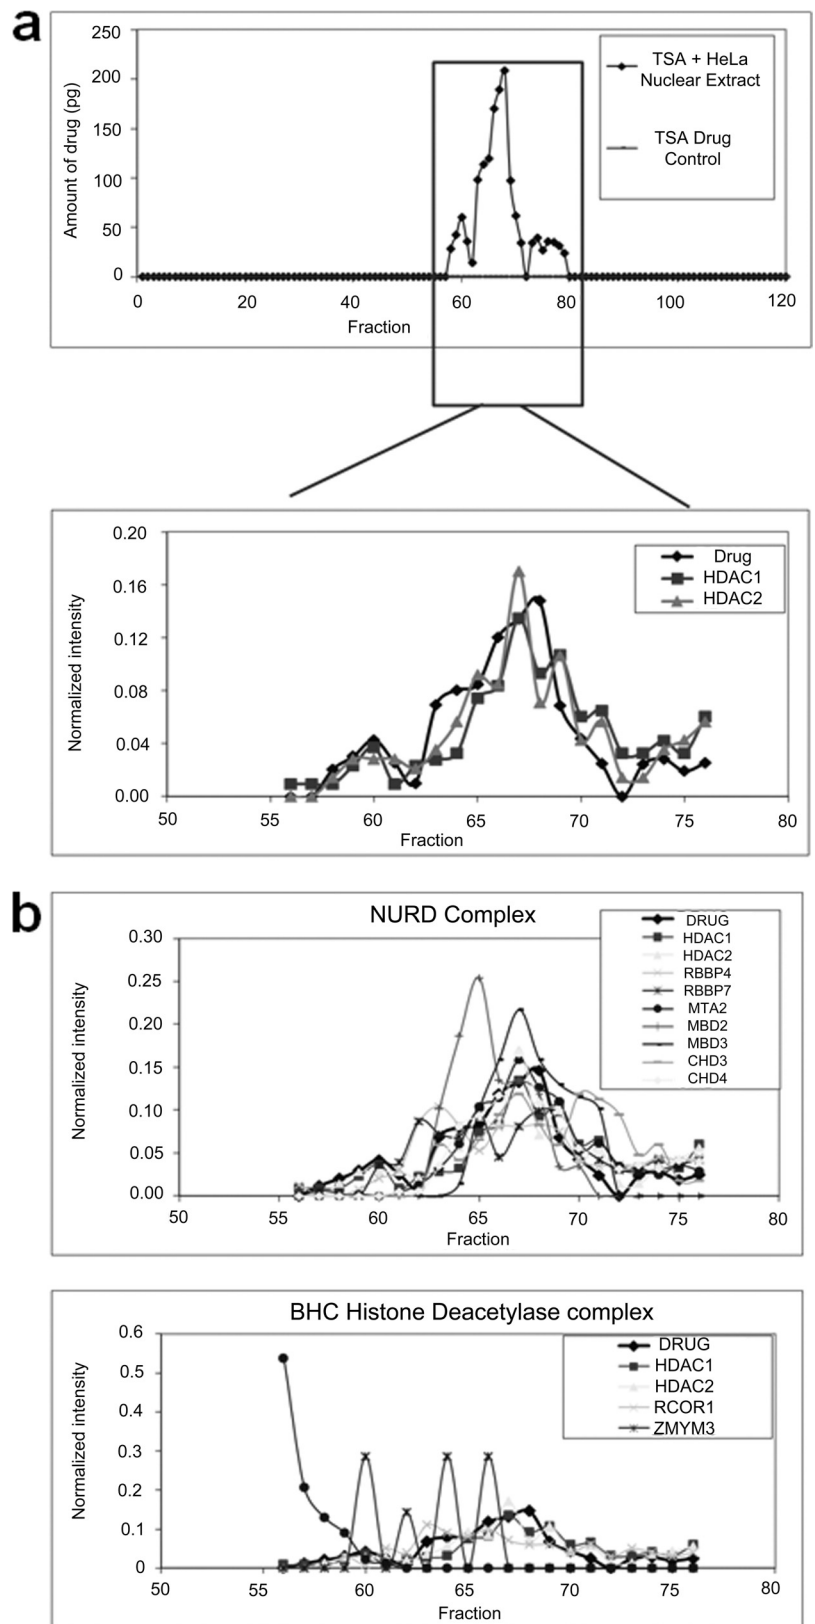 a
250
200
150
100
50
0
Amount of drug (pg)
TSA + HeLa
Nuclear Extract
TSA Drug
Control
0 20 40 60 80 100 120
Fraction
0.20
0.16
0.12
0.08
0.04
0.00
Normalized intensity
Drug
HDAC1
HDAC2
50 55 60 65 70 75 80
Fraction
b
NURD Complex
0.30
0.25
0.20
0.15
0.10
0.05
0.00
Normalized intensity
DRUG
HDAC1
HDAC2
RBBP4
RBBP7
MTA2
MBD2
MBD3
CHD3
CHD4
50 55 60 65 70 75 80
Fraction
BHC Histone Deacetylase complex
0.6
0.5
0.4
0.3
0.2
0.1
0
Normalized intensity
DRUG
HDAC1
HDAC2
RCOR1
ZMYM3
50 55 60 65 70 75 80
Fraction